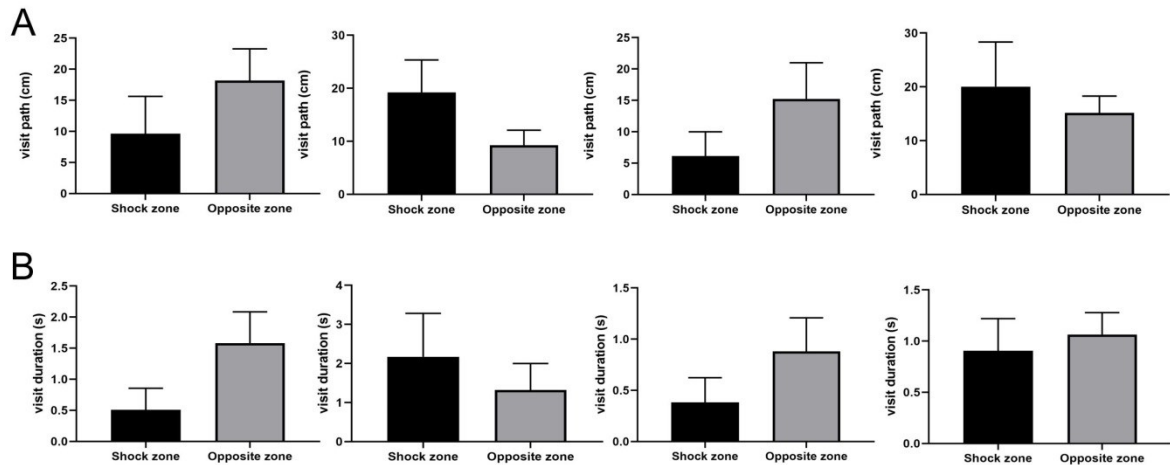 A
visit path (cm)
25
20
15
10
5
0
Shock zone Opposite zone
visit path (cm)
30
20
10
0
Shock zone Opposite zone
visit path (cm)
25
20
15
10
5
0
Shock zone Opposite zone
visit path (cm)
30
20
10
0
Shock zone Opposite zone
B
visit duration (s)
2.5
2.0
1.5
1.0
0.5
0.0
Shock zone Opposite zone
visit duration (s)
4
3
2
1
0
Shock zone Opposite zone
visit duration (s)
1.5
1.0
0.5
0.0
Shock zone Opposite zone
visit duration (s)
1.5
1.0
0.5
0.0
Shock zone Opposite zone